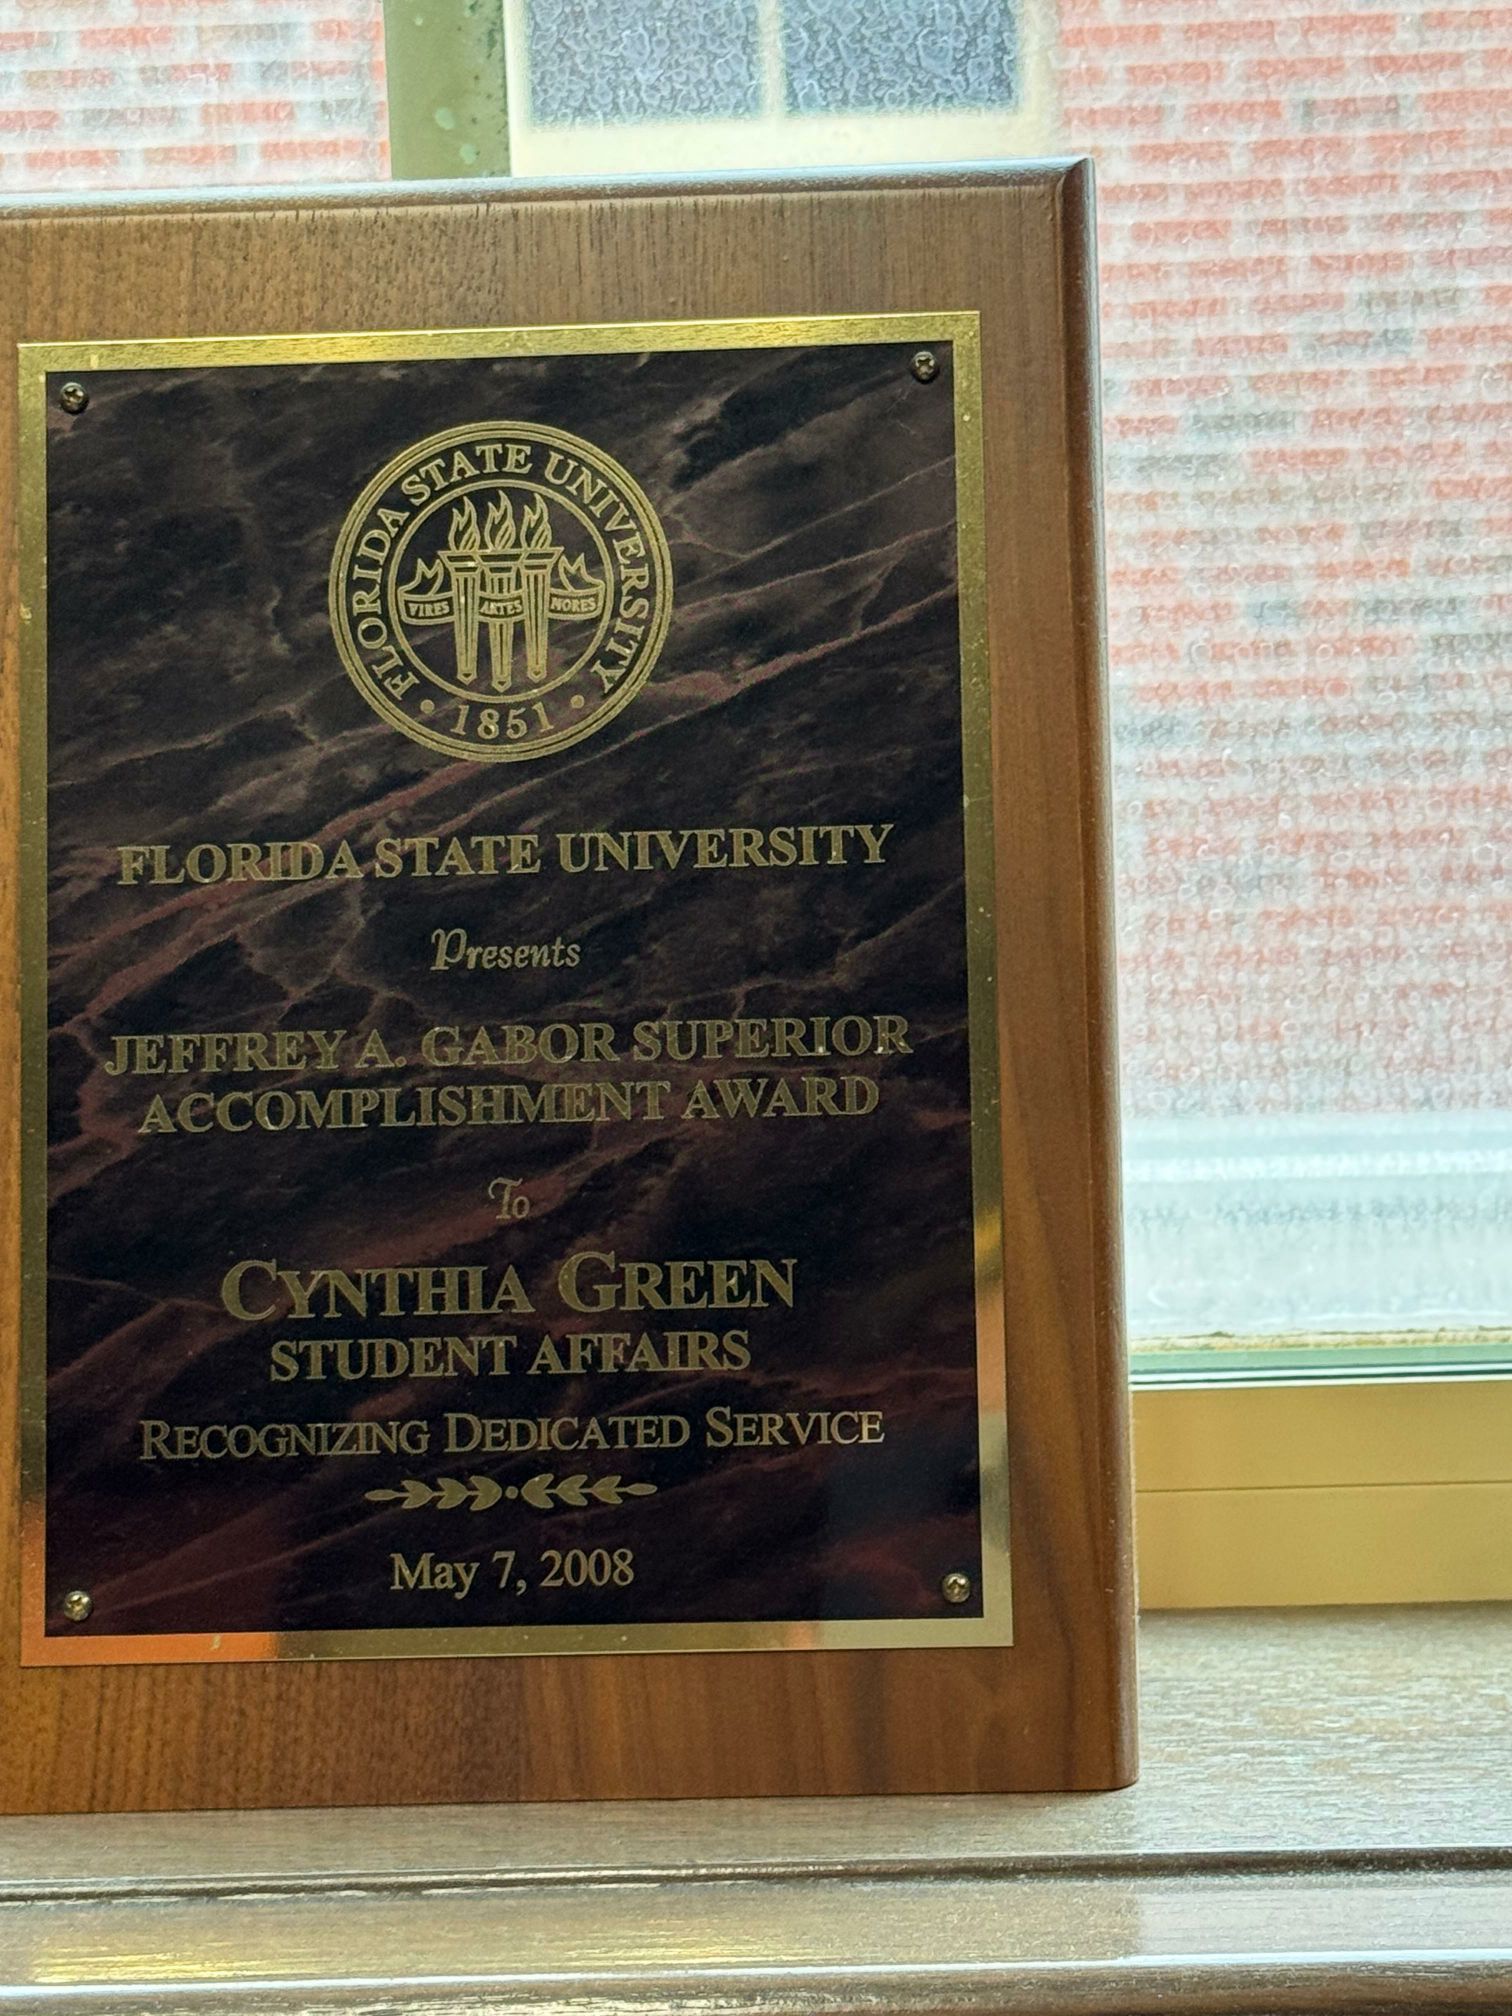 FLORIDA STATE UNIVERSITY
VIRES ARTES MORES
1851
FLORIDA STATE UNIVERSITY
Presents
JEFFREY A. GABOR SUPERIOR
ACCOMPLISHMENT AWARD
To
CYNTHIA GREEN
STUDENT AFFAIRS
RECOGNIZING DEDICATED SERVICE
May 7, 2008